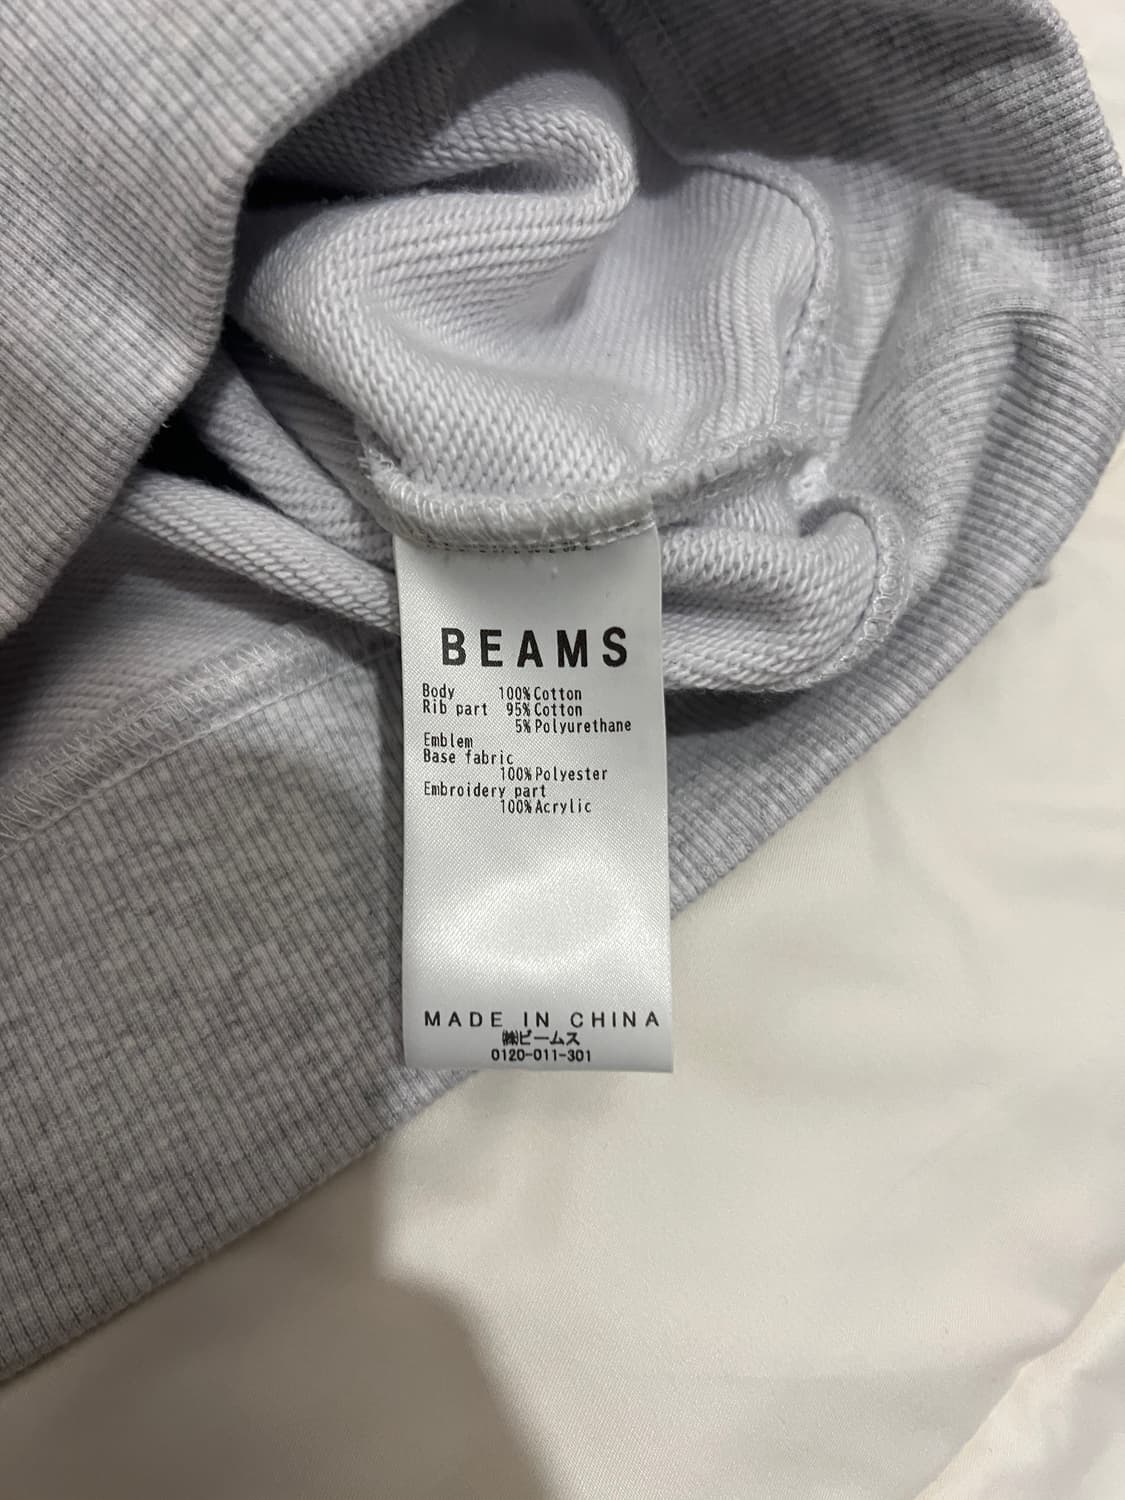 BEAMS
Body 100%Cotton
Rib part 95%Cotton
5%Polyurethane
Emblem
Base fabric
100%Polyester
Embroidery part
100%Acrylic
MADE IN CHINA
㈱ビームス
0120-011-301